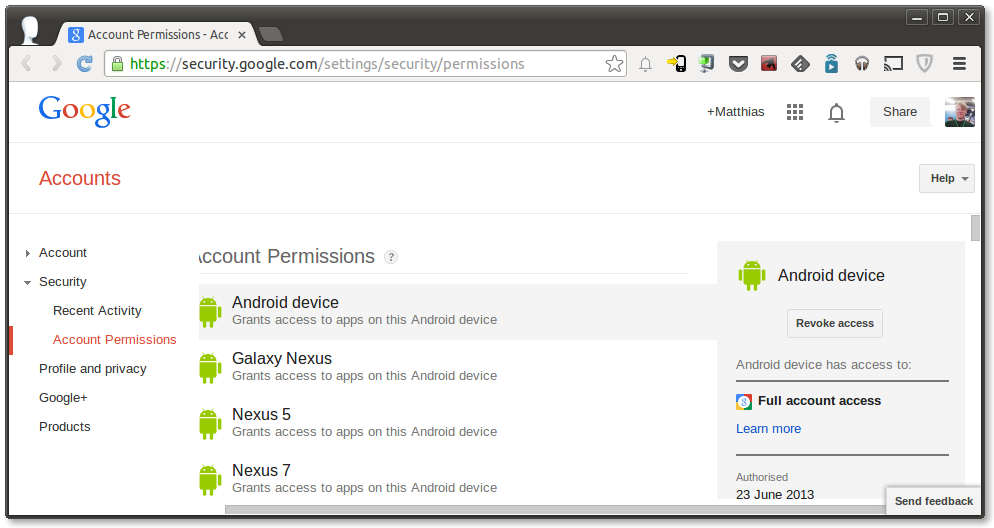 Account Permissions - Acc
https://security.google.com/settings/security/permissions
Google
+Matthias
Share
Accounts
Help
Account
Security
Recent Activity
Account Permissions
Profile and privacy
Google+
Products
Account Permissions ?
Android device
Grants access to apps on this Android device
Galaxy Nexus
Grants access to apps on this Android device
Nexus 5
Grants access to apps on this Android device
Nexus 7
Grants access to apps on this Android device
Android device
Revoke access
Android device has access to:
Full account access
Learn more
Authorised
23 June 2013
Send feedback